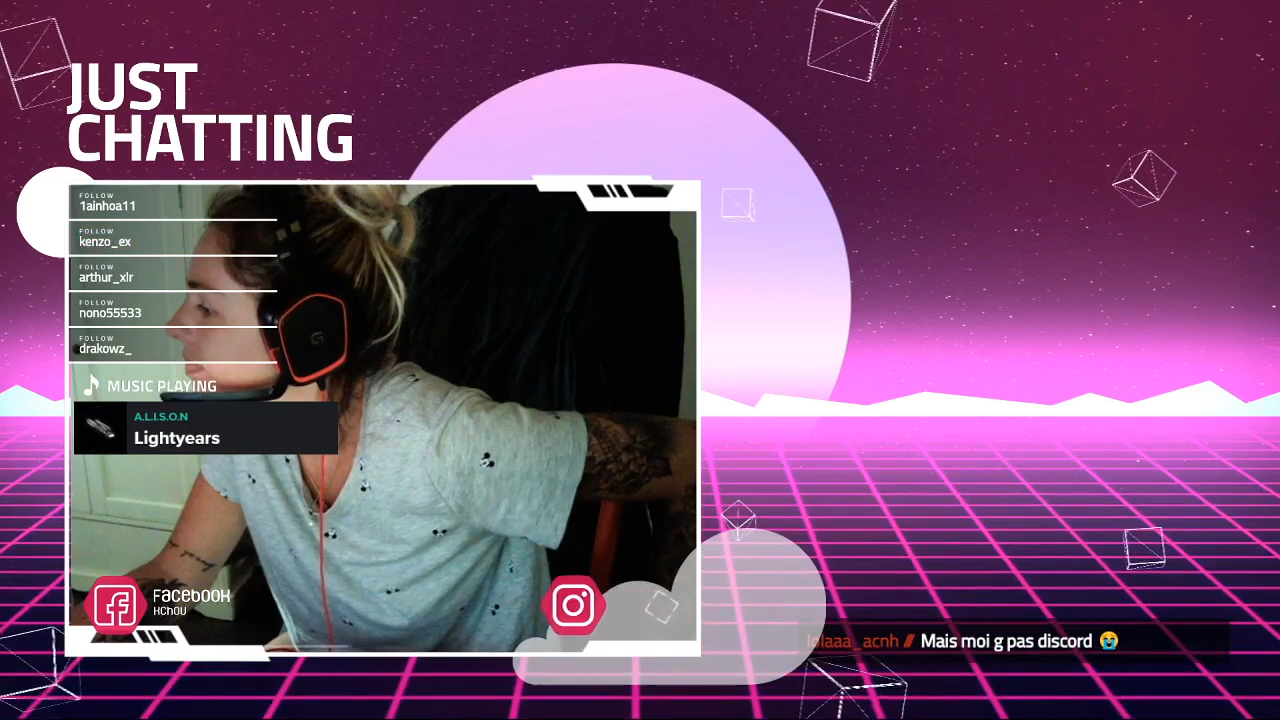 JUST
CHATTING
FOLLOW
1ainhoa11
FOLLOW
kenzo_ex
FOLLOW
arthur_xlr
FOLLOW
nono55533
FOLLOW
drakowz_
MUSIC PLAYING
A.L.I.S.O.N
Lightyears
Facebook
HChou
lolaaa_acnh // Mais moi g pas discord 😭